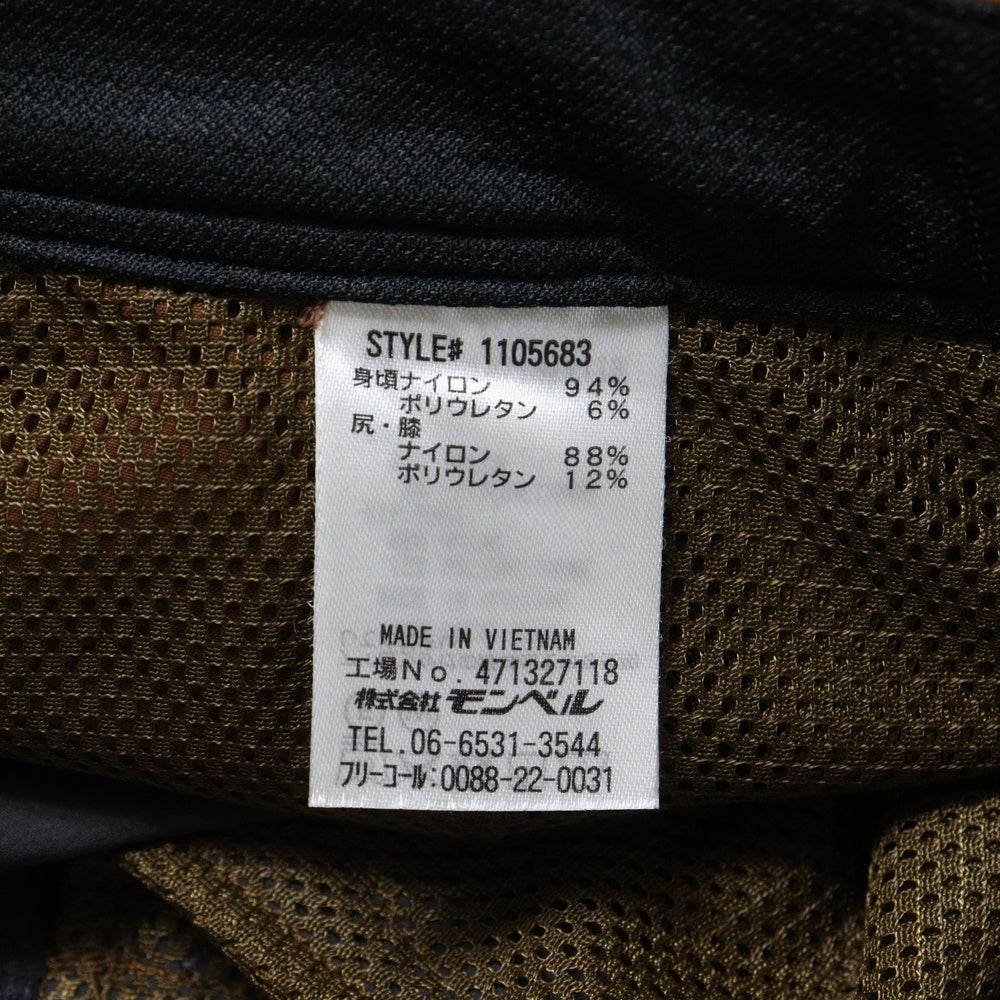 STYLE# 1105683
身頃ナイロン 94%
ポリウレタン 6%
尻・膝
ナイロン 88%
ポリウレタン 12%
MADE IN VIETNAM
工場No. 471327118
株式会社モンベル
TEL.06-6531-3544
フリーコール:0088-22-0031